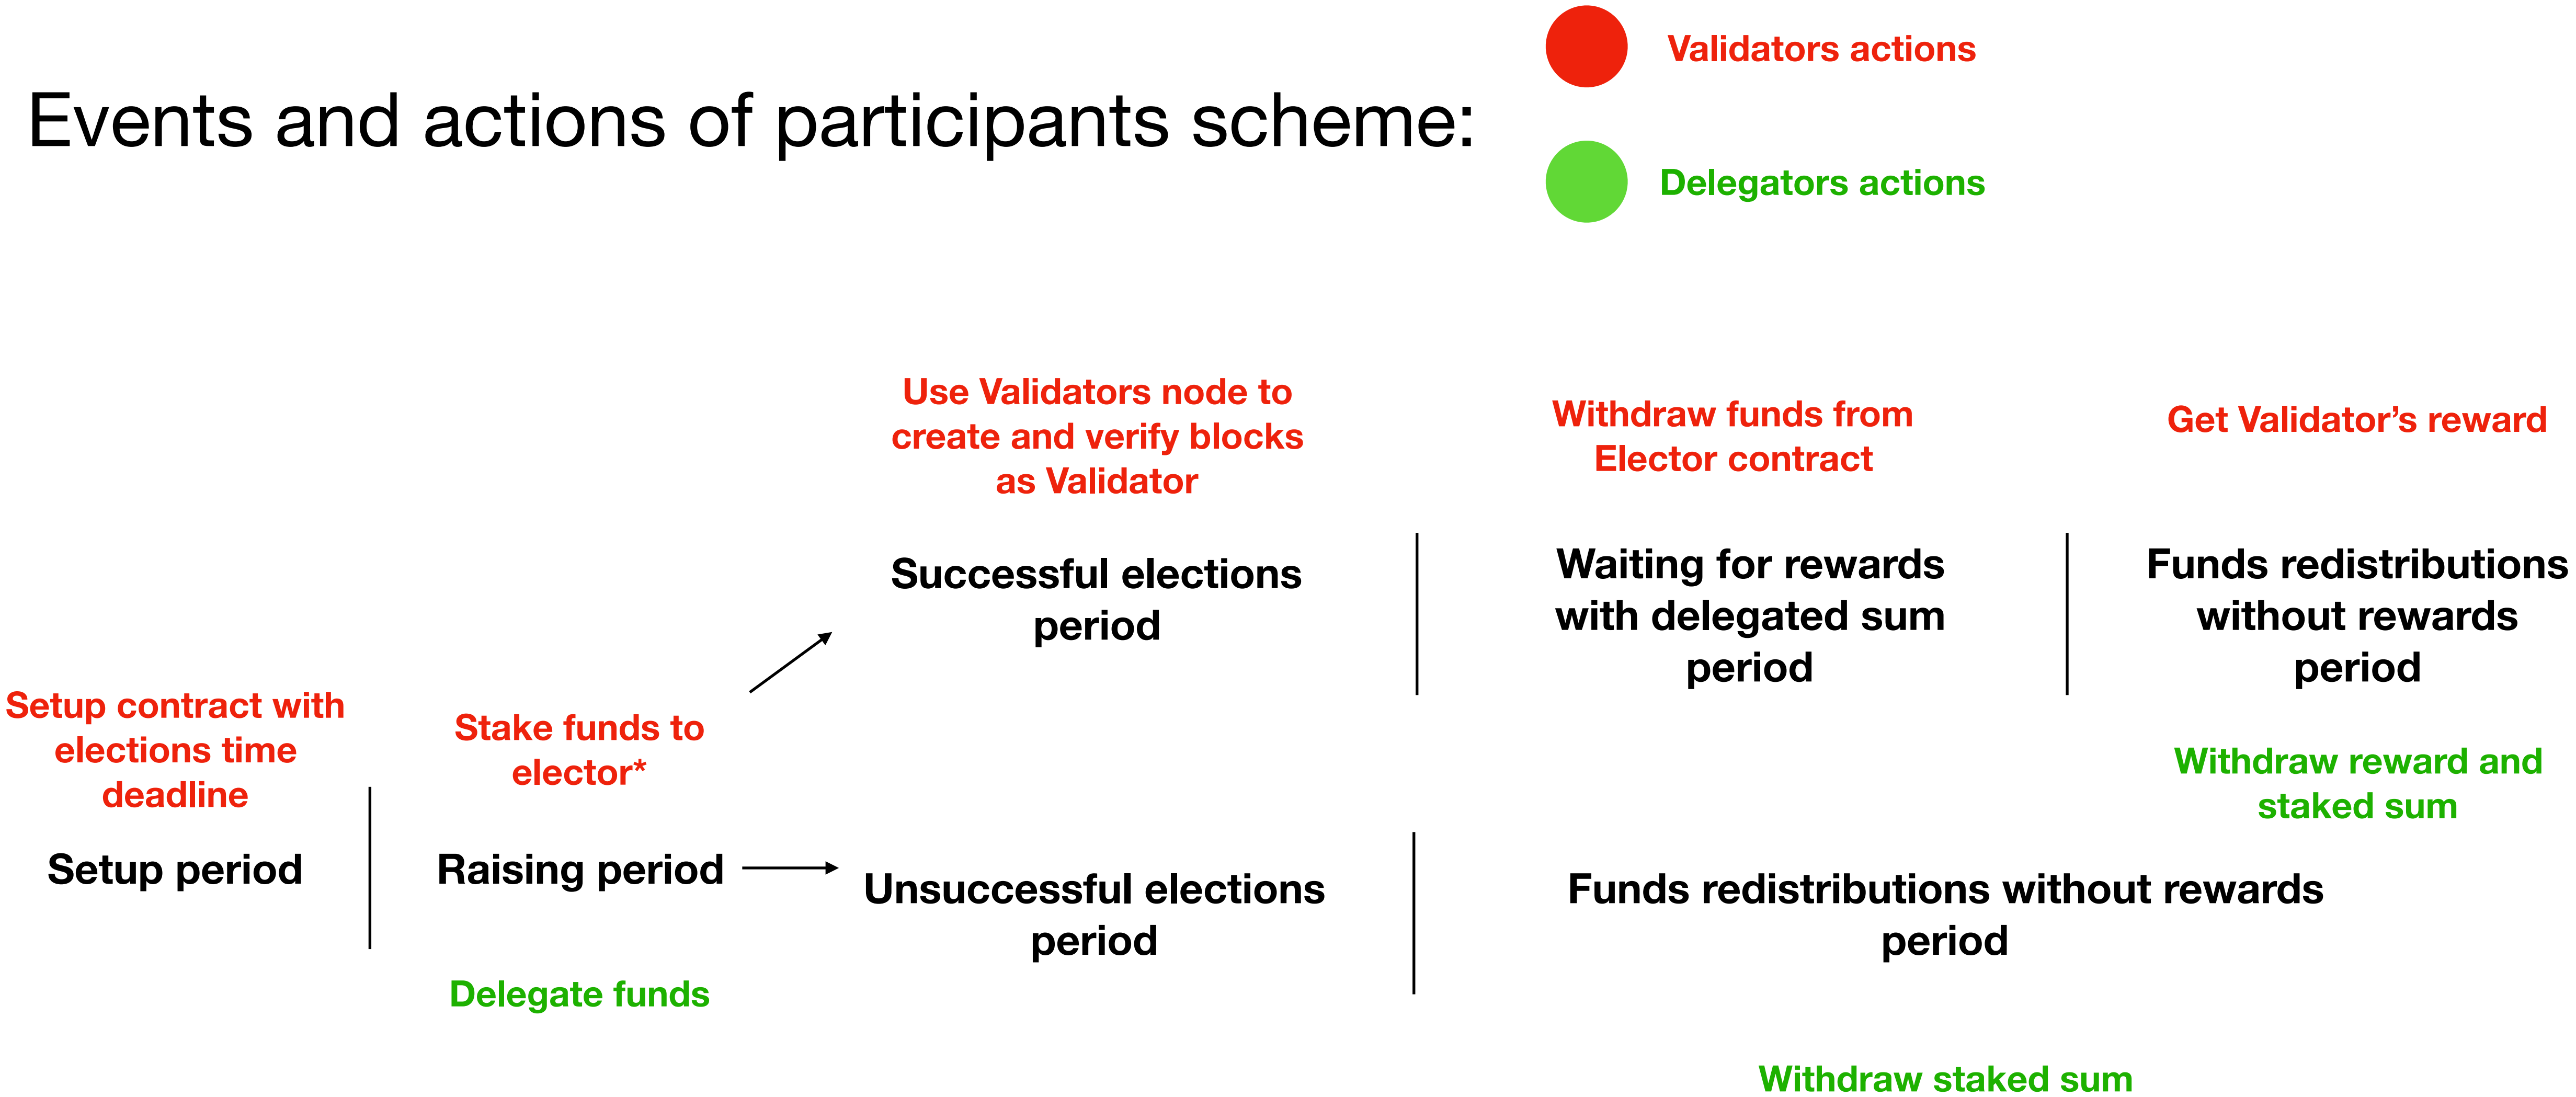 Events and actions of participants scheme:
Validators actions
Delegators actions
Use Validators node to
create and verify blocks
as Validator
Withdraw funds from
Elector contract
Get Validator’s reward
Successful elections
period
Waiting for rewards
with delegated sum
period
Funds redistributions
without rewards
period
Setup contract with
elections time
deadline
Stake funds to
elector*
Withdraw reward and
staked sum
Setup period
Raising period
Unsuccessful elections
period
Funds redistributions without rewards
period
Delegate funds
Withdraw staked sum